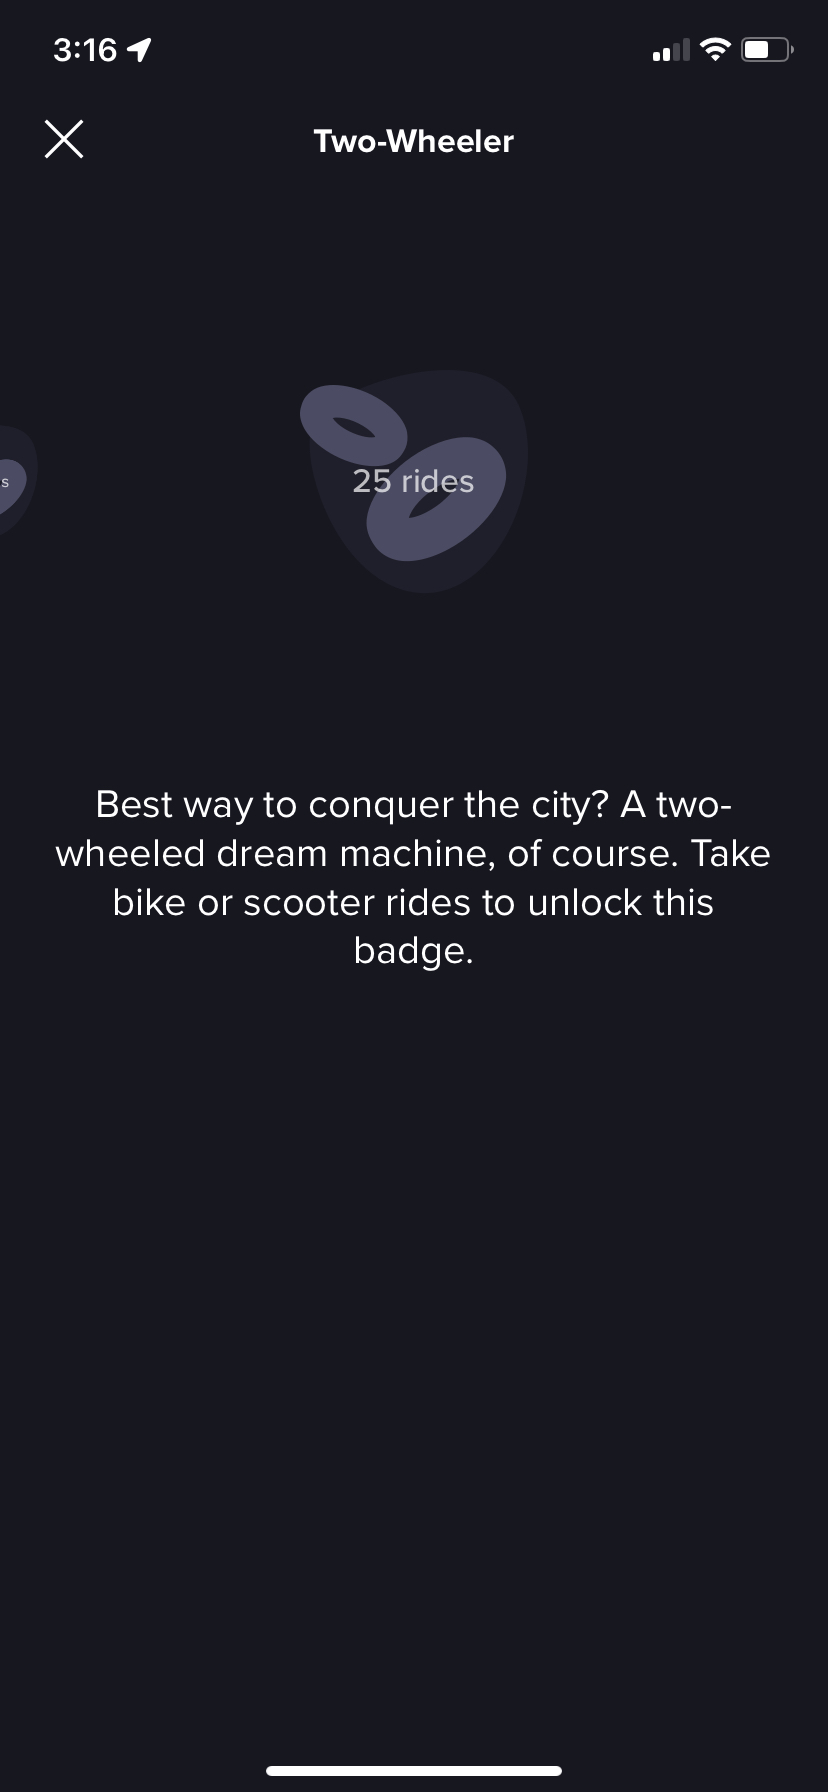 3:16
Two-Wheeler
s
25 rides
Best way to conquer the city? A two-
wheeled dream machine, of course. Take
bike or scooter rides to unlock this
badge.